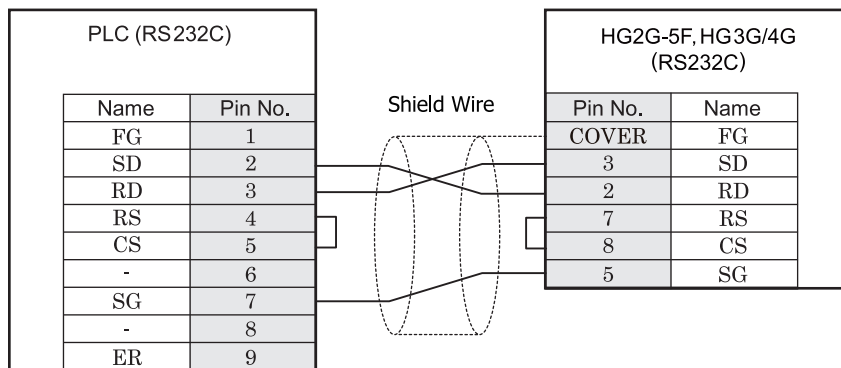 PLC (RS232C)
HG2G-5F, HG3G/4G
(RS232C)
Shield Wire
Name Pin No.
FG 1
SD 2
RD 3
RS 4
CS 5
- 6
SG 7
- 8
ER 9
Pin No. Name
COVER FG
3 SD
2 RD
7 RS
8 CS
5 SG